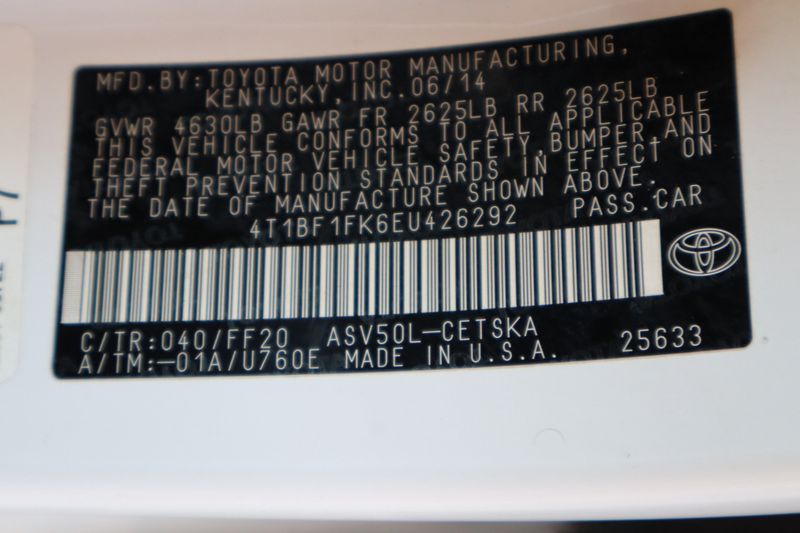 MFD.BY:TOYOTA MOTOR MANUFACTURING,
KENTUCKY,INC.06/14
GVWR 4630LB GAWR FR 2625LB RR 2625LB
THIS VEHICLE CONFORMS TO ALL APPLICABLE
FEDERAL MOTOR VEHICLE SAFETY,BUMPER,AND
THEFT PREVENTION STANDARDS IN EFFECT ON
THE DATE OF MANUFACTURE SHOWN ABOVE.
4T1BF1FK6EU426292 PASS.CAR
C/TR:040/FF20 ASV50L-CETSKA
A/TM:-01A/U760E MADE IN U.S.A. 25633